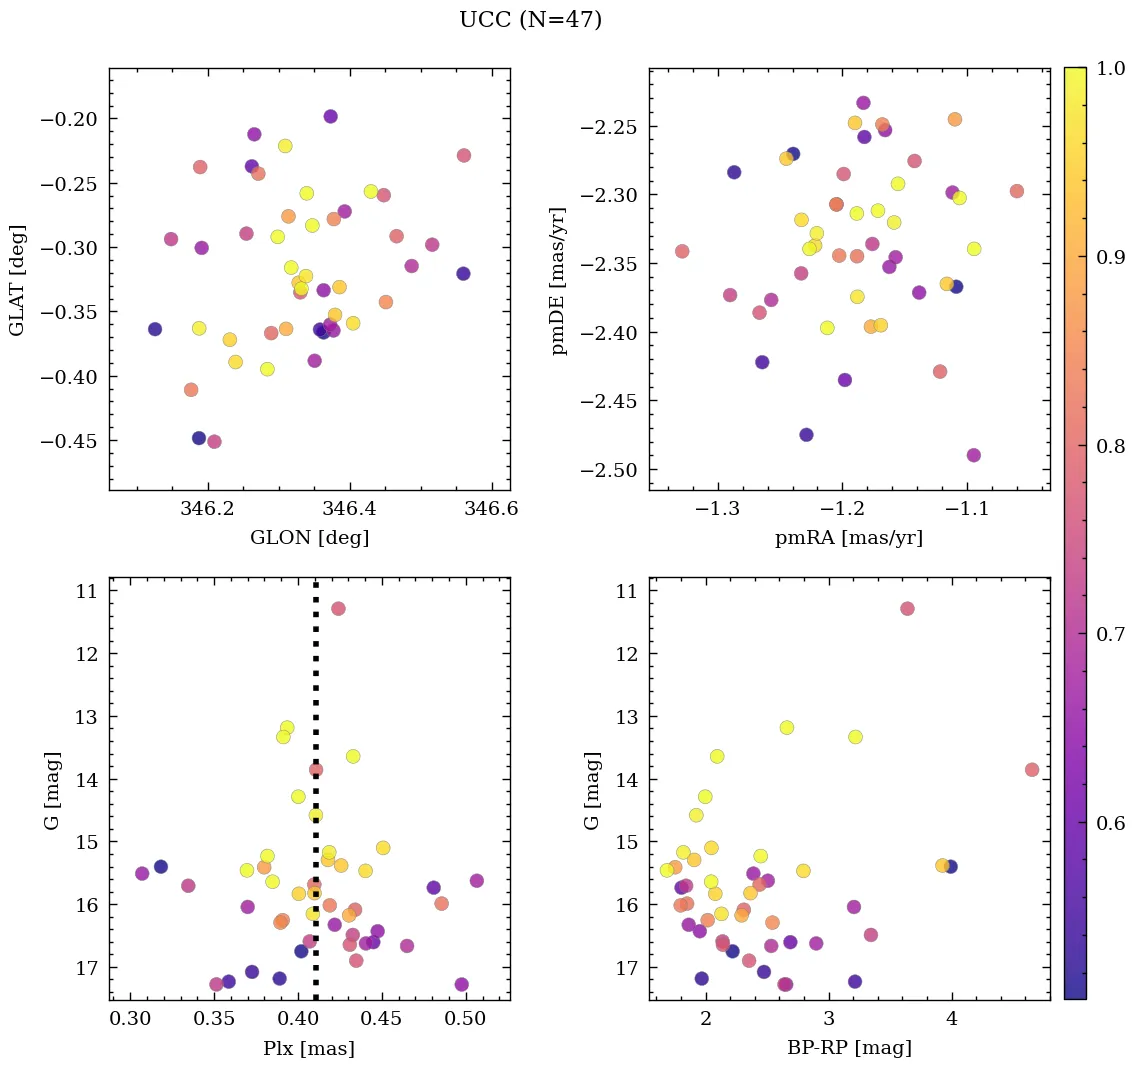 UCC (N=47)
−0.20
−0.25
−0.30
−0.35
−0.40
−0.45
GLAT [deg]
346.2 346.4 346.6
GLON [deg]
−2.25
−2.30
−2.35
−2.40
−2.45
−2.50
pmDE [mas/yr]
−1.3 −1.2 −1.1
pmRA [mas/yr]
1.0
0.9
0.8
0.7
0.6
11
12
13
14
15
16
17
G [mag]
0.30 0.35 0.40 0.45 0.50
Plx [mas]
11
12
13
14
15
16
17
G [mag]
2 3 4
BP-RP [mag]